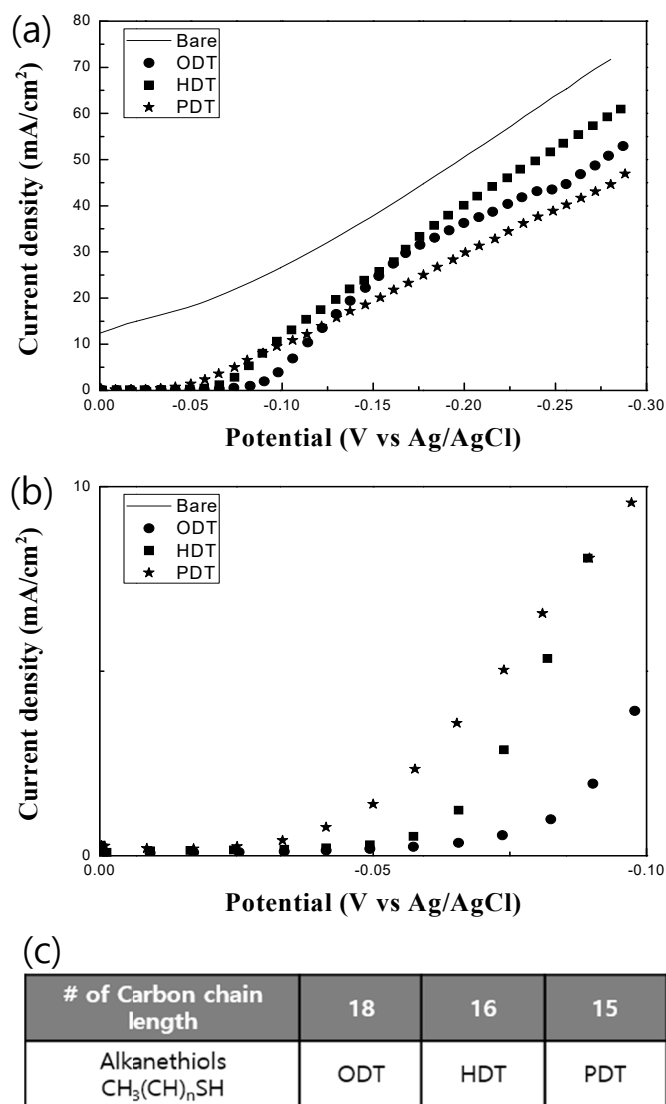 (a)
80
70
60
50
40
30
20
10
0
Current density (mA/cm²)
Bare
ODT
HDT
PDT
0.00 -0.05 -0.10 -0.15 -0.20 -0.25 -0.30
Potential (V vs Ag/AgCl)
(b)
10
0
Current density (mA/cm²)
Bare
ODT
HDT
PDT
0.00 -0.05 -0.10
Potential (V vs Ag/AgCl)
(c)
# of Carbon chain
length
18 16 15
Alkanethiols
CH₃(CH)ₙSH
ODT HDT PDT